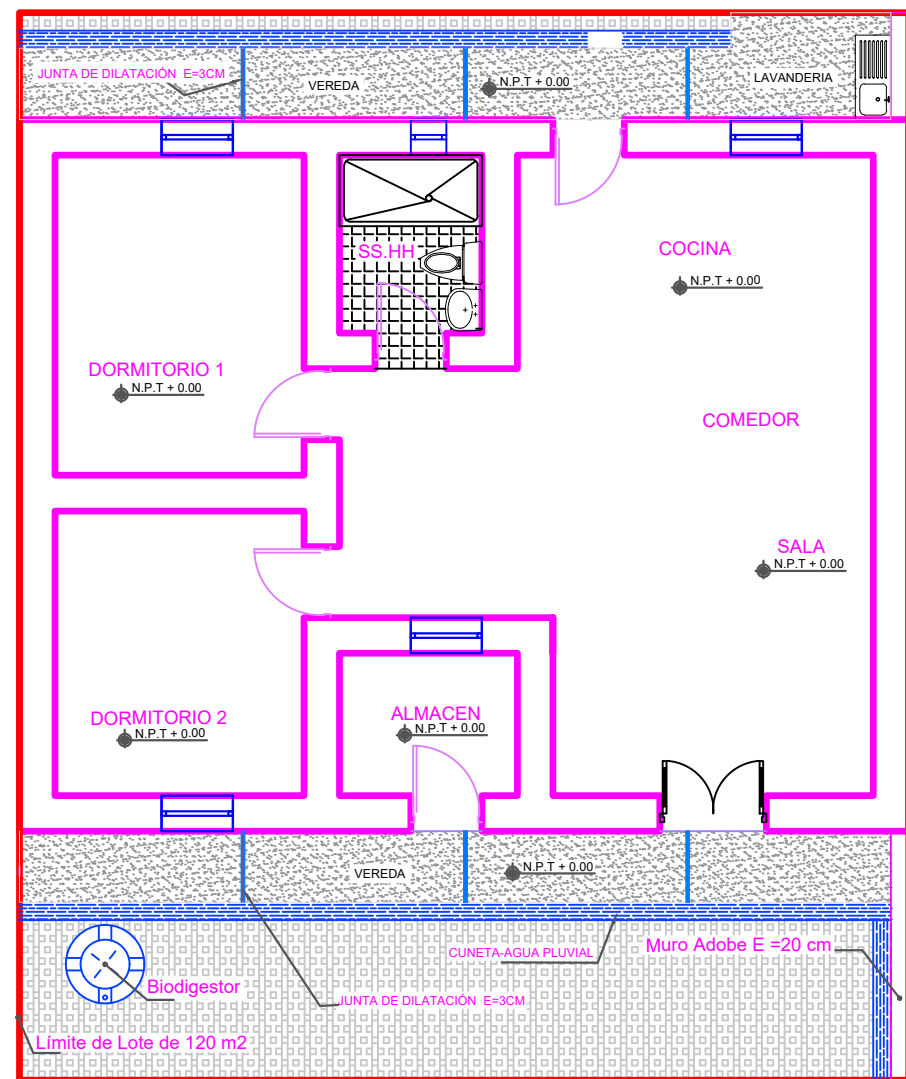 JUNTA DE DILATACIÓN E=3CM
VEREDA
N.P.T + 0.00
LAVANDERIA
SS.HH
COCINA
N.P.T + 0.00
DORMITORIO 1
N.P.T + 0.00
COMEDOR
SALA
N.P.T + 0.00
DORMITORIO 2
N.P.T + 0.00
ALMACEN
N.P.T + 0.00
VEREDA
N.P.T + 0.00
CUNETA-AGUA PLUVIAL
Muro Adobe E =20 cm
Biodigestor
JUNTA DE DILATACIÓN E=3CM
Límite de Lote de 120 m2